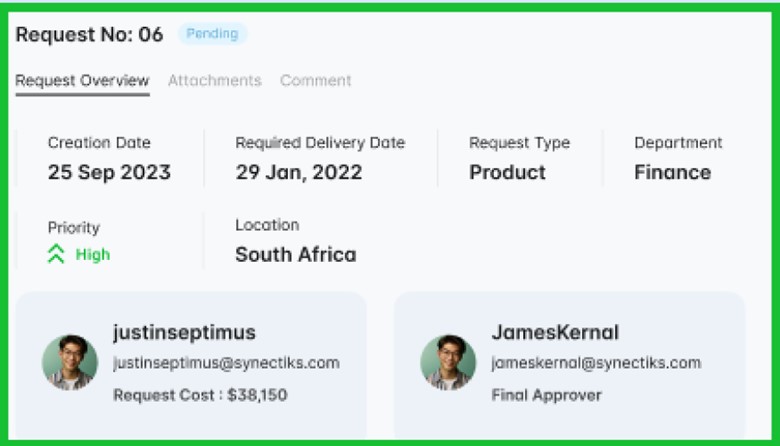 Request No: 06 Pending
Request Overview Attachments Comment
Creation Date Required Delivery Date Request Type Department
25 Sep 2023 29 Jan, 2022 Product Finance
Priority Location
High South Africa
justinseptimus JamesKernal
justinseptimus@synectiks.com jameskernal@synectiks.com
Request Cost : $38,150 Final Approver